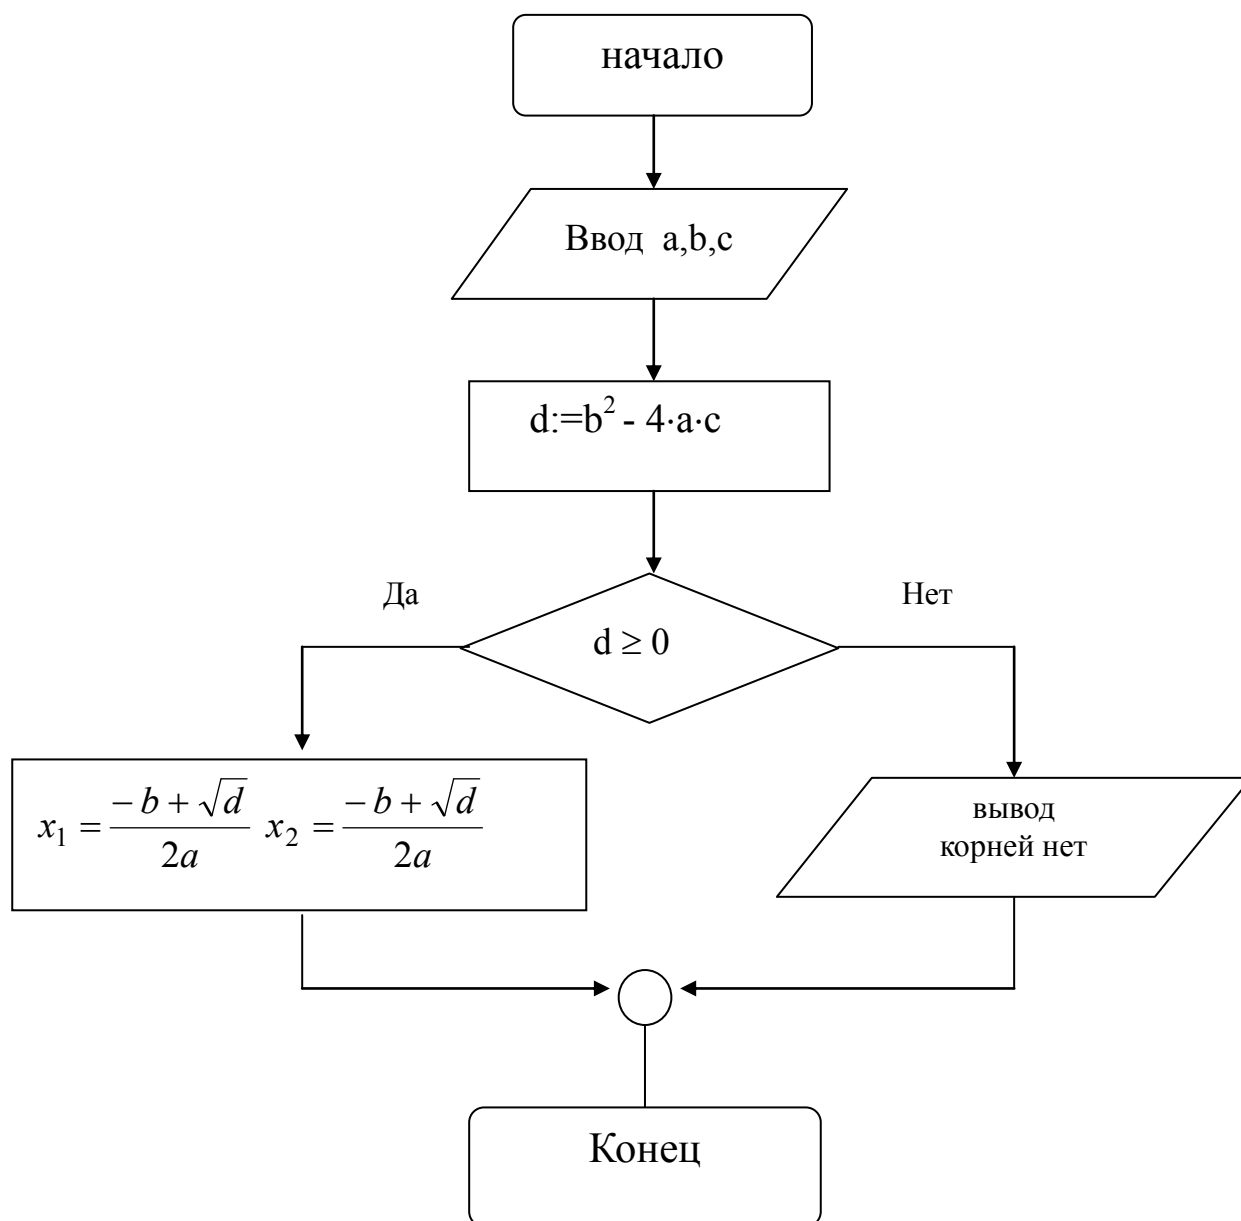 начало
Ввод a,b,c
d:=b² - 4·a·c
Да
Нет
d ≥ 0
x₁ = (-b + √d)/2a x₂ = (-b + √d)/2a
вывод
корней нет
Конец